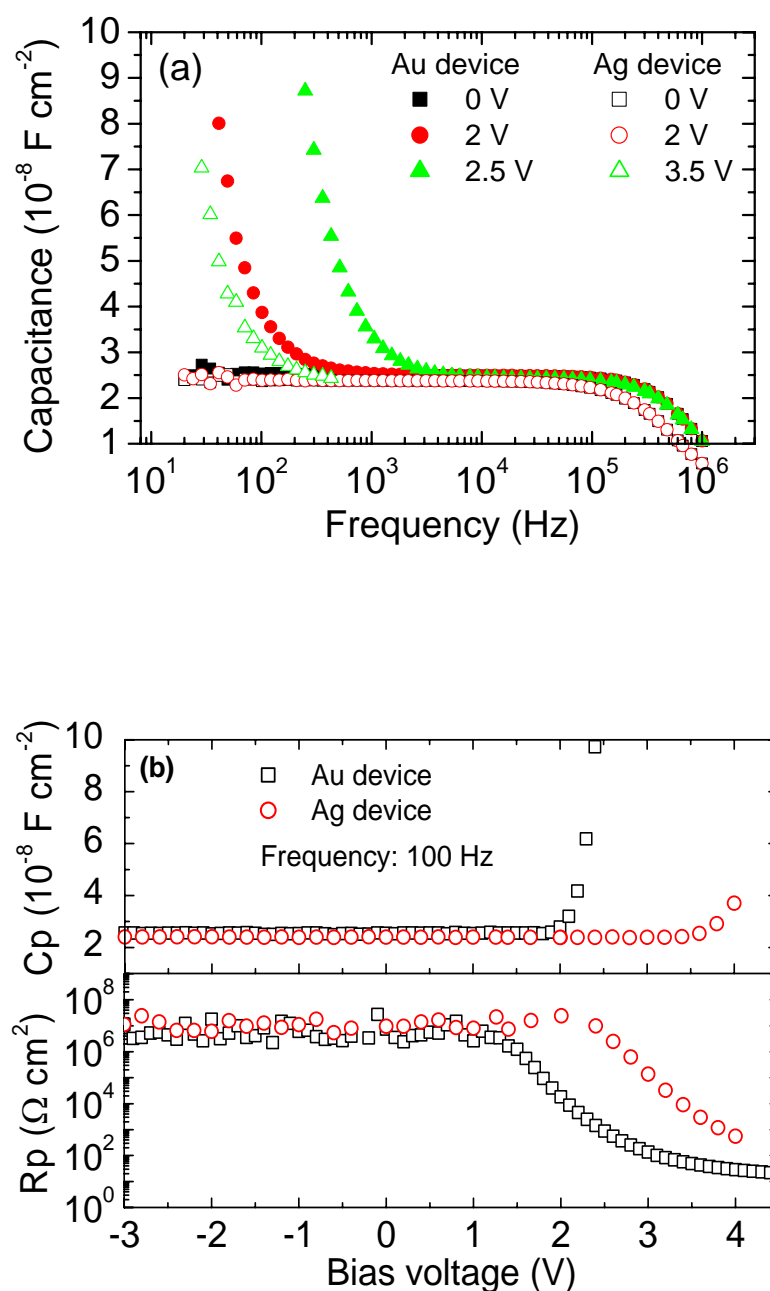 (a)
Au device Ag device
0 V 0 V
2 V 2 V
2.5 V 3.5 V
10
9
8
7
6
5
4
3
2
1
Capacitance (10⁻⁸ F cm⁻²)
10¹ 10² 10³ 10⁴ 10⁵ 10⁶
Frequency (Hz)
(b)
Au device
Ag device
Frequency: 100 Hz
10
8
6
4
2
Cp (10⁻⁸ F cm⁻²)
10⁸
10⁶
10⁴
10²
10⁰
Rp (Ω cm²)
-3 -2 -1 0 1 2 3 4
Bias voltage (V)